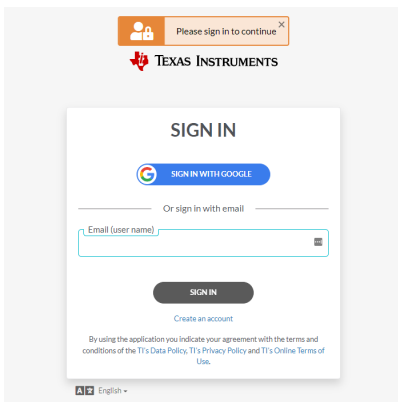 Please sign in to continue
×
TEXAS INSTRUMENTS
SIGN IN
G SIGN IN WITH GOOGLE
Or sign in with email
Email (user name)
SIGN IN
Create an account
By using the application you indicate your agreement with the terms and
conditions of the TI's Data Policy, TI's Privacy Policy and TI's Online Terms of
Use.
English